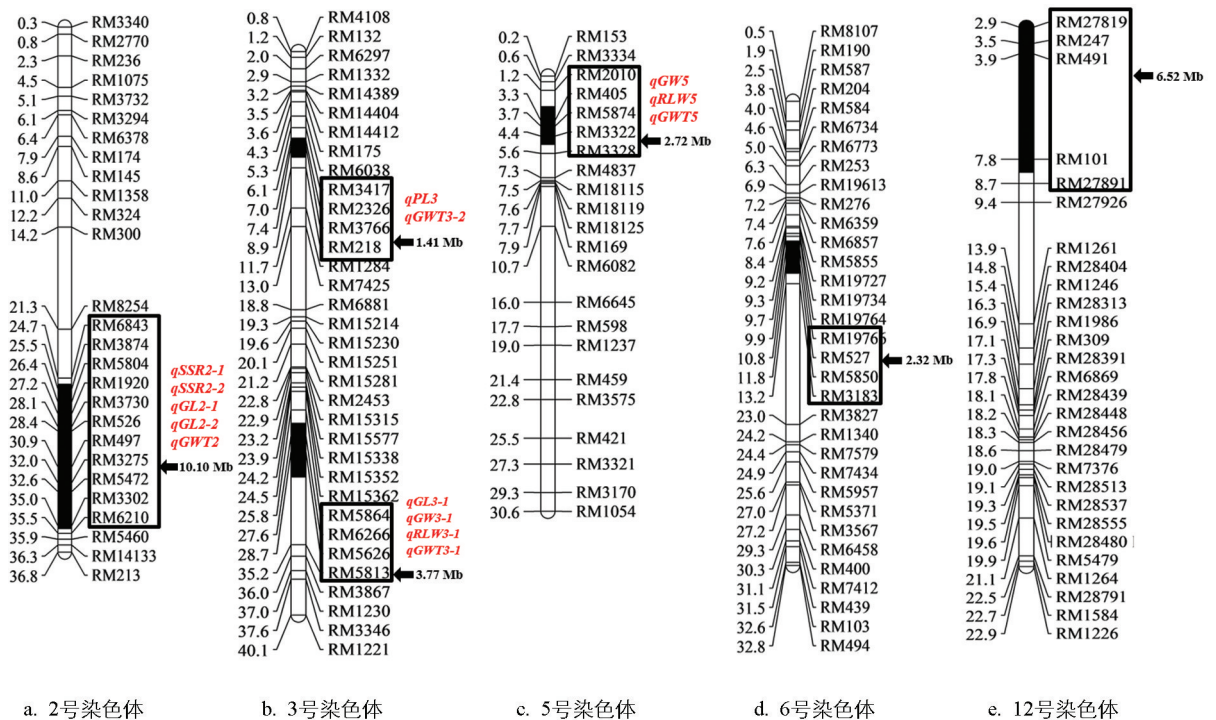 0.3 RM3340
0.8 RM2770
2.3 RM236
4.5 RM1075
5.1 RM3732
6.1 RM3294
6.4 RM6378
7.9 RM174
8.6 RM145
11.0 RM1358
12.2 RM324
14.2 RM300
21.3 RM8254
24.7 RM6843
25.5 RM3874
26.4 RM5804
27.2 RM1920
28.1 RM3730
28.4 RM526
30.9 RM497
32.0 RM3275
32.6 RM5472
35.0 RM3302
35.5 RM6210
35.9 RM5460
36.3 RM14133
36.8 RM213
qSSR2-1
qSSR2-2
qGL2-1
qGL2-2
qGWT2
10.10 Mb
a. 2号染色体
0.8 RM4108
1.2 RM132
2.0 RM6297
2.9 RM1332
3.2 RM14389
3.5 RM14404
3.6 RM14412
4.3 RM175
5.3 RM6038
6.1 RM3417
7.0 RM2326
7.4 RM3766
8.9 RM218
11.7 RM1284
13.0 RM7425
18.8 RM6881
19.3 RM15214
19.6 RM15230
20.1 RM15251
21.2 RM15281
22.8 RM2453
22.9 RM15315
23.2 RM15577
23.9 RM15338
24.2 RM15352
24.5 RM15362
25.8 RM5864
27.6 RM6266
28.7 RM5626
35.2 RM5813
36.0 RM3867
37.0 RM1230
37.6 RM3346
40.1 RM1221
qPL3
qGWT3-2
1.41 Mb
qGL3-1
qGW3-1
qRLW3-1
qGWT3-1
3.77 Mb
b. 3号染色体
0.2 RM153
0.6 RM3334
1.2 RM2010
3.3 RM405
3.7 RM5874
4.4 RM3322
5.6 RM3328
7.3 RM4837
7.5 RM18115
7.6 RM18119
7.7 RM18125
7.9 RM169
10.7 RM6082
16.0 RM6645
17.7 RM598
19.0 RM1237
21.4 RM459
22.8 RM3575
25.5 RM421
27.3 RM3321
29.3 RM3170
30.6 RM1054
qGW5
qRLW5
qGWT5
2.72 Mb
c. 5号染色体
0.5 RM8107
1.9 RM190
2.5 RM587
3.8 RM204
4.0 RM584
4.6 RM6734
5.0 RM6773
6.3 RM253
6.9 RM19613
7.2 RM276
7.4 RM6359
7.6 RM6857
8.4 RM5855
9.2 RM19727
9.3 RM19734
9.7 RM19764
9.9 RM19765
10.8 RM527
11.8 RM5850
13.2 RM3183
23.0 RM3827
24.2 RM1340
24.4 RM7579
24.9 RM7434
25.6 RM5957
27.0 RM5371
27.2 RM3567
29.3 RM6458
30.3 RM400
31.1 RM7412
31.5 RM439
32.6 RM103
32.8 RM494
2.32 Mb
d. 6号染色体
2.9 RM27819
3.5 RM247
3.9 RM491
7.8 RM101
8.7 RM27891
9.4 RM27926
13.9 RM1261
14.8 RM28404
15.4 RM1246
16.3 RM28313
16.9 RM1986
17.1 RM309
17.3 RM28391
17.8 RM6869
18.1 RM28439
18.2 RM28448
18.3 RM28456
18.6 RM28479
19.0 RM7376
19.1 RM28513
19.3 RM28537
19.5 RM28555
19.6 RM28480
19.9 RM5479
21.1 RM1264
22.5 RM28791
22.7 RM1584
22.9 RM1226
6.52 Mb
e. 12号染色体